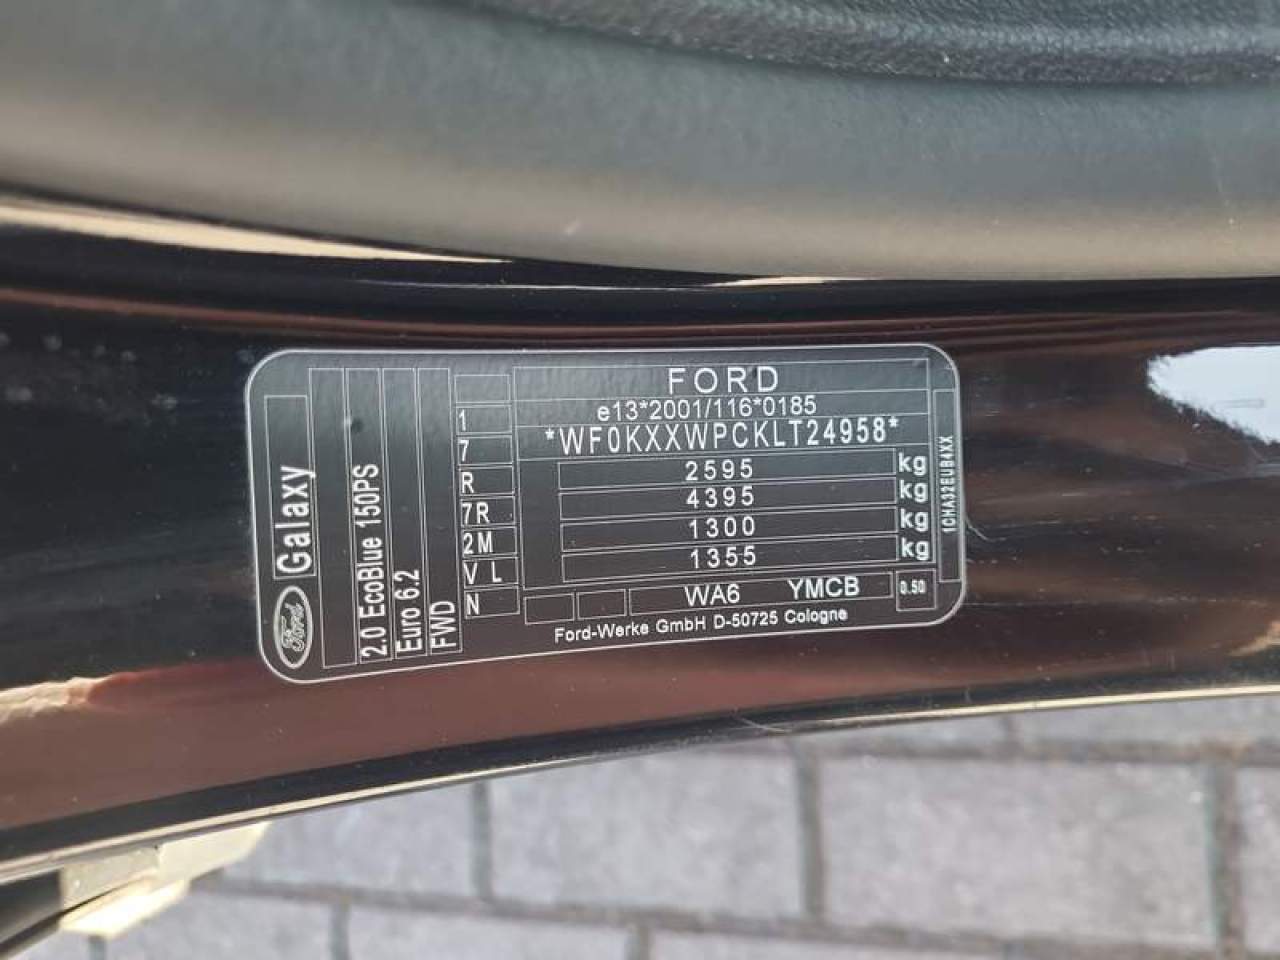 FORD
e13*2001/116*0185
*WF0KXXWPCKLT24958*
2595 kg
4395 kg
1300 kg
1355 kg
WA6 YMCB 0.50
Ford-Werke GmbH D-50725 Cologne
1
7
R
7R
2M
V L
N
Galaxy
Ford
2.0 EcoBlue 150PS
Euro 6.2
FWD